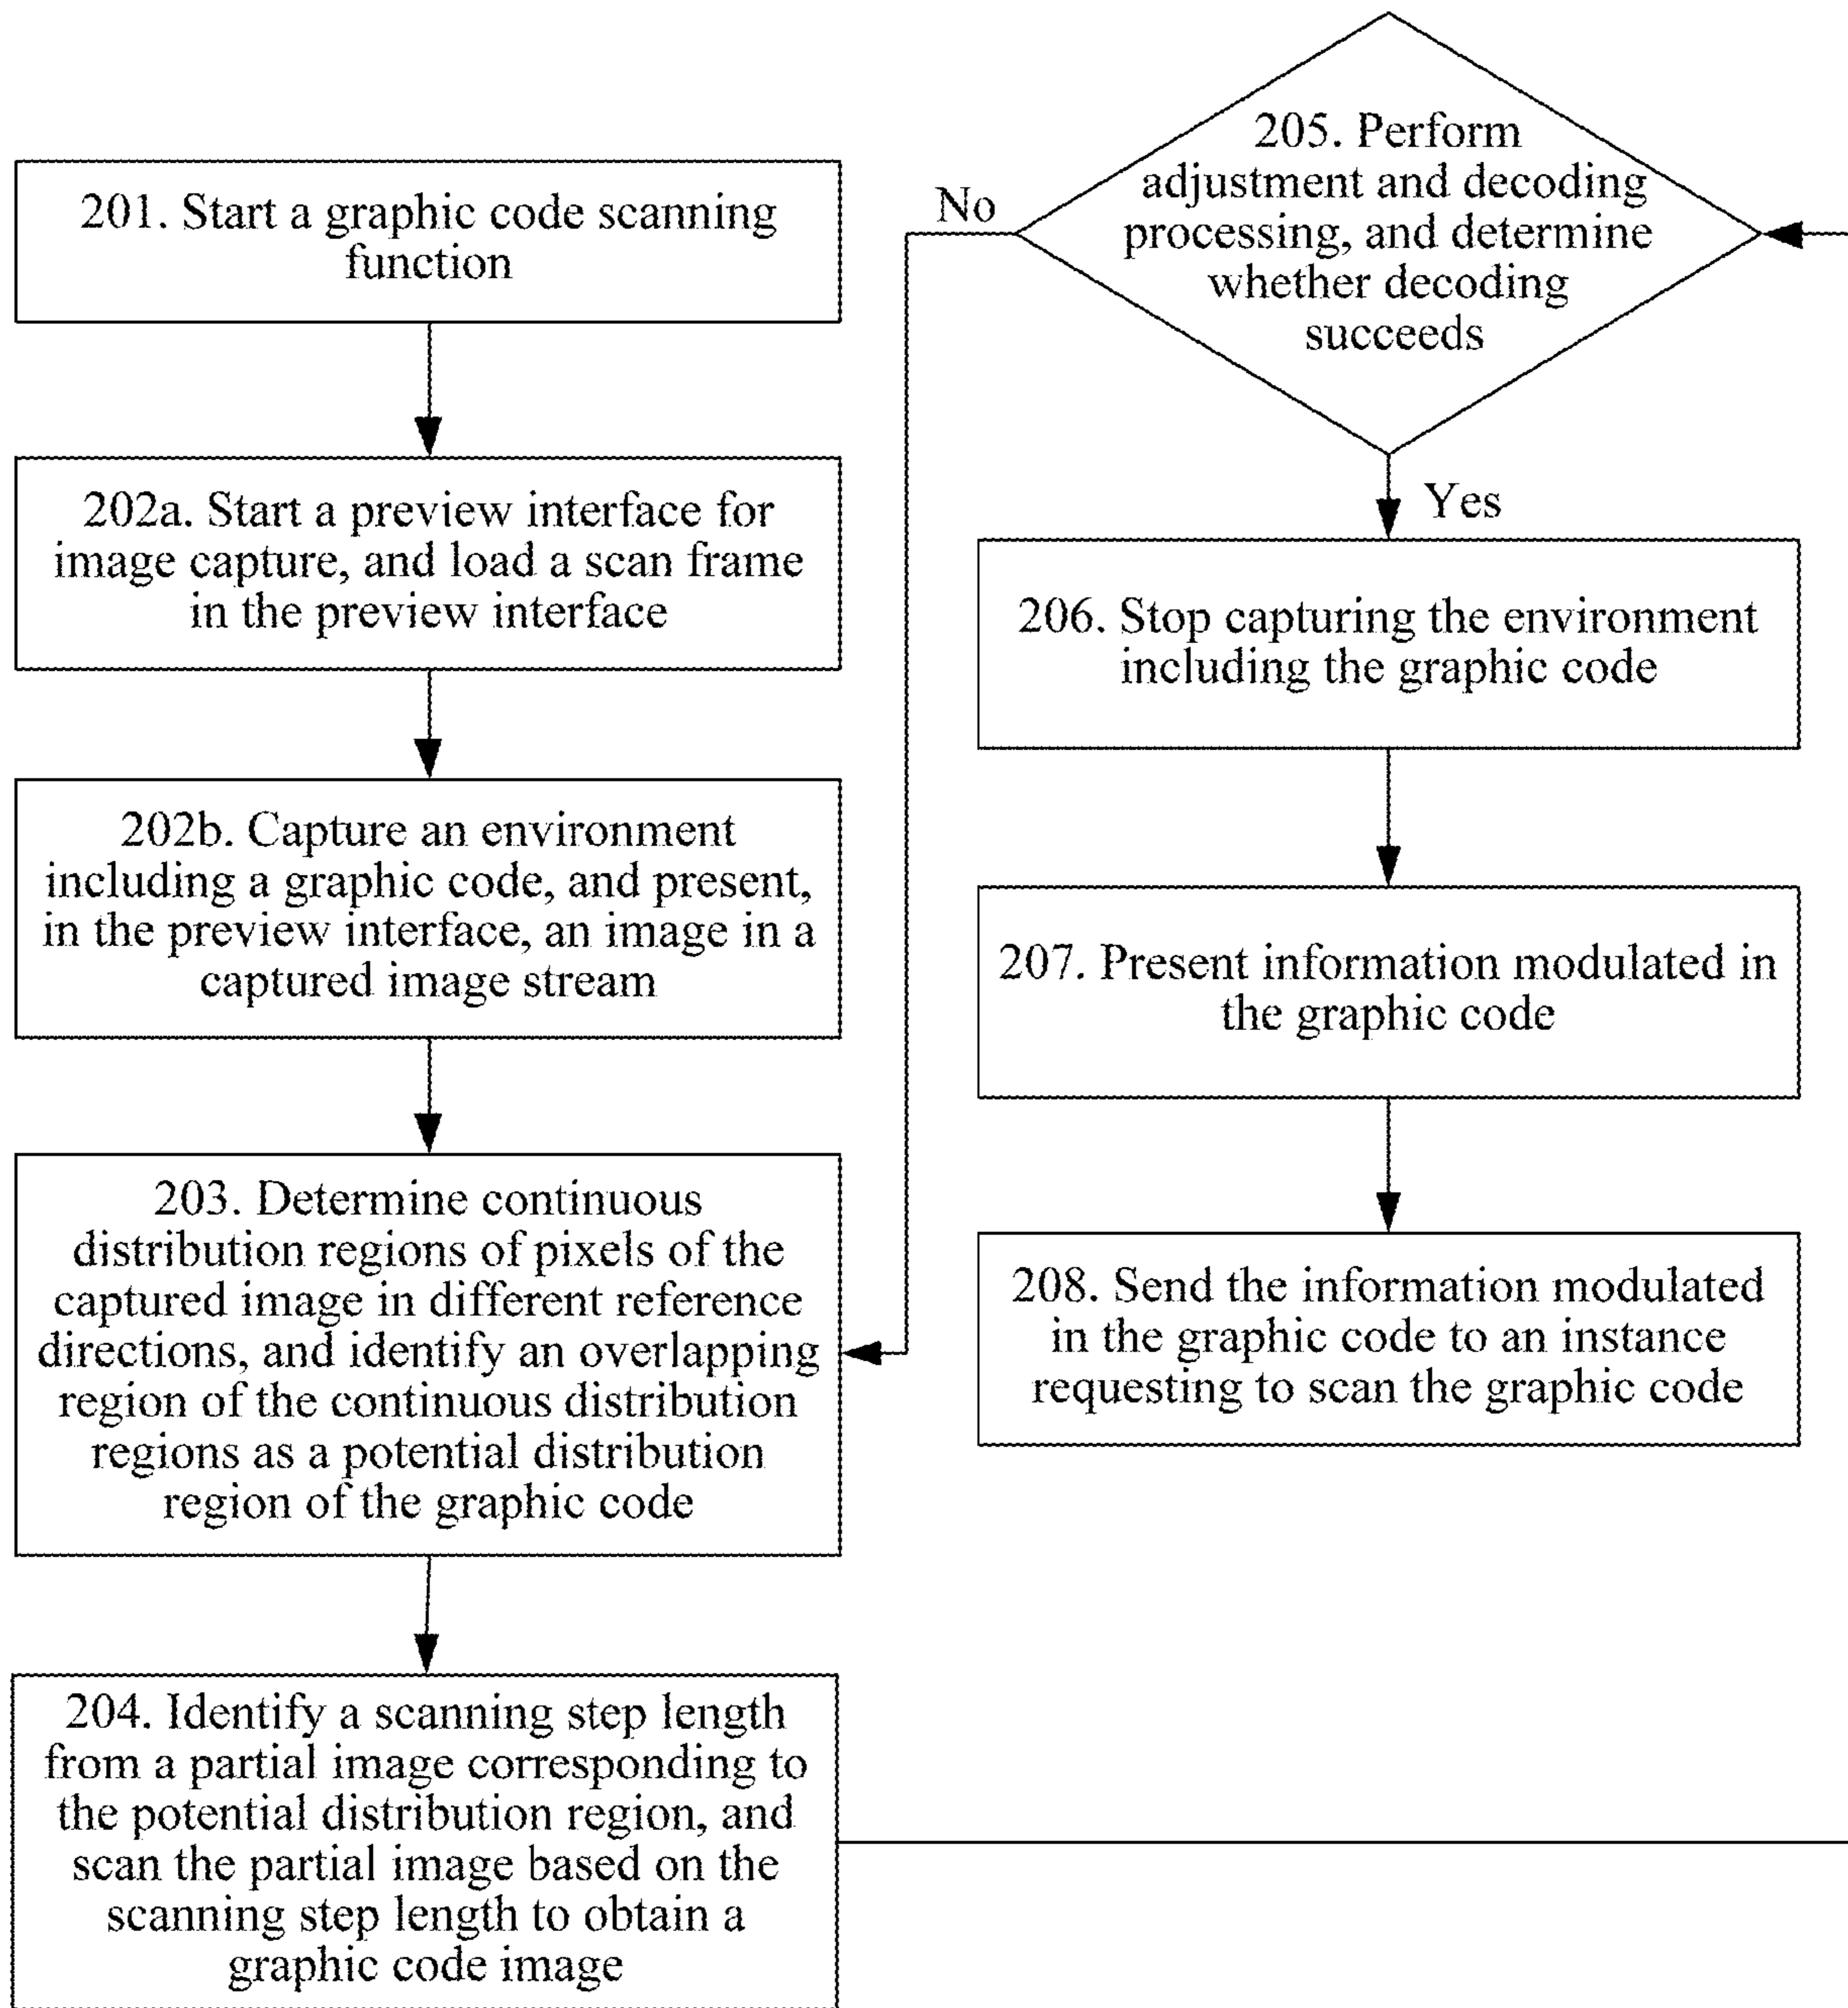 201. Start a graphic code scanning
function
202a. Start a preview interface for
image capture, and load a scan frame
in the preview interface
202b. Capture an environment
including a graphic code, and present,
in the preview interface, an image in a
captured image stream
203. Determine continuous
distribution regions of pixels of the
captured image in different reference
directions, and identify an overlapping
region of the continuous distribution
regions as a potential distribution
region of the graphic code
204. Identify a scanning step length
from a partial image corresponding to
the potential distribution region, and
scan the partial image based on the
scanning step length to obtain a
graphic code image
205. Perform
adjustment and decoding
processing, and determine
whether decoding
succeeds
No
Yes
206. Stop capturing the environment
including the graphic code
207. Present information modulated in
the graphic code
208. Send the information modulated
in the graphic code to an instance
requesting to scan the graphic code